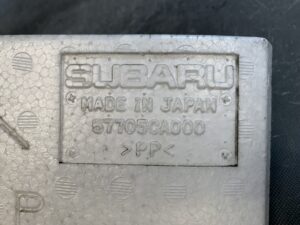 SUBARU
MADE IN JAPAN
57705CA000
>PP<
P